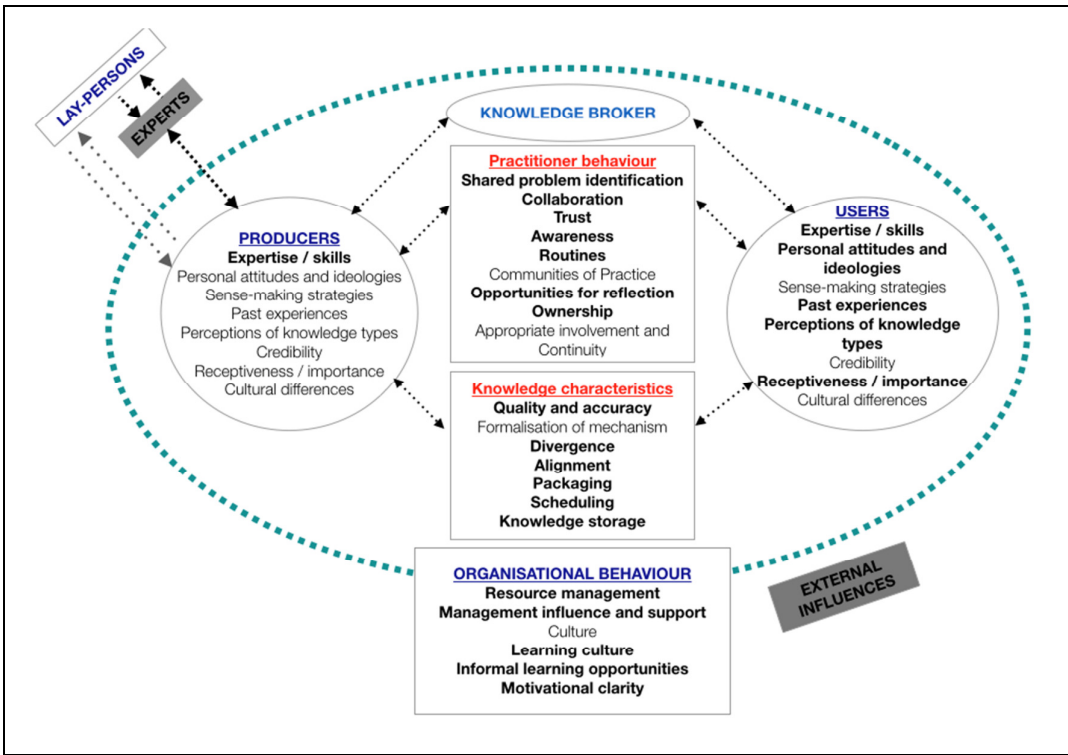 LAY-PERSONS
EXPERTS
KNOWLEDGE BROKER
PRODUCERS
Expertise / skills
Personal attitudes and ideologies
Sense-making strategies
Past experiences
Perceptions of knowledge types
Credibility
Receptiveness / importance
Cultural differences
Practitioner behaviour
Shared problem identification
Collaboration
Trust
Awareness
Routines
Communities of Practice
Opportunities for reflection
Ownership
Appropriate involvement and
Continuity
Knowledge characteristics
Quality and accuracy
Formalisation of mechanism
Divergence
Alignment
Packaging
Scheduling
Knowledge storage
USERS
Expertise / skills
Personal attitudes and
ideologies
Sense-making strategies
Past experiences
Perceptions of knowledge
types
Credibility
Receptiveness / importance
Cultural differences
ORGANISATIONAL BEHAVIOUR
Resource management
Management influence and support
Culture
Learning culture
Informal learning opportunities
Motivational clarity
EXTERNAL
INFLUENCES